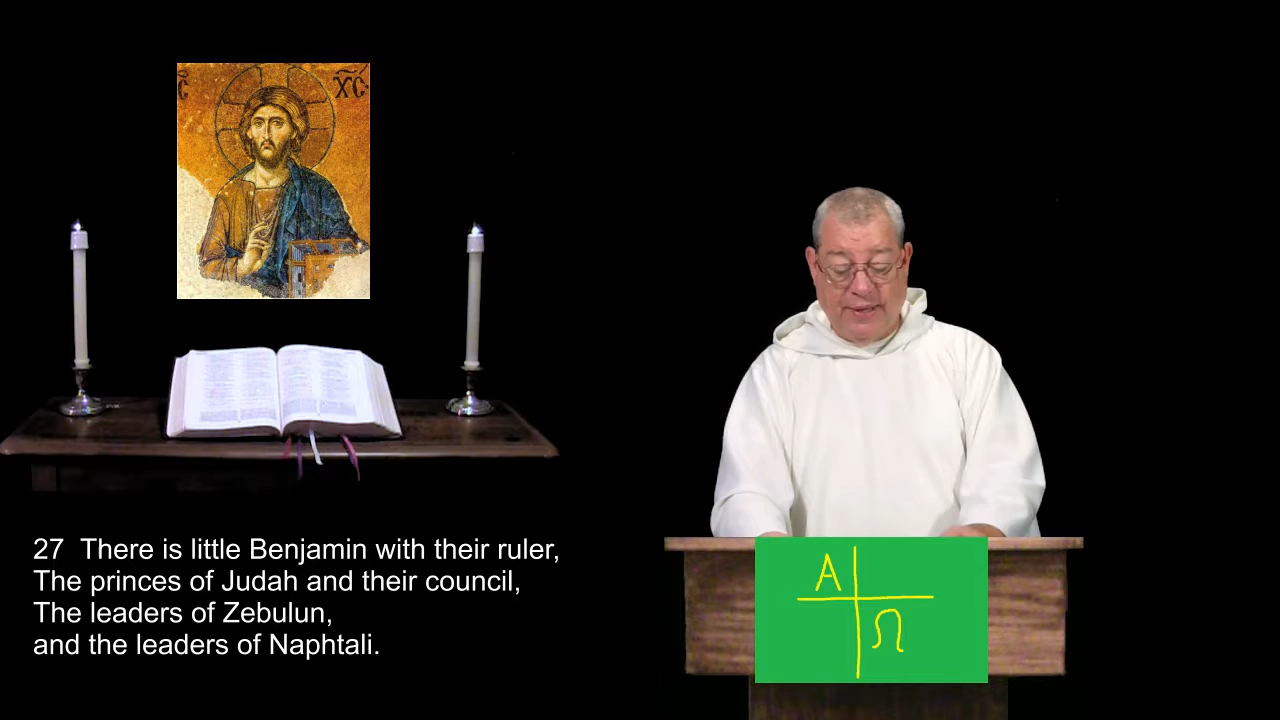 C
XC
27 There is little Benjamin with their ruler,
The princes of Judah and their council,
The leaders of Zebulun,
and the leaders of Naphtali.
A
Ω